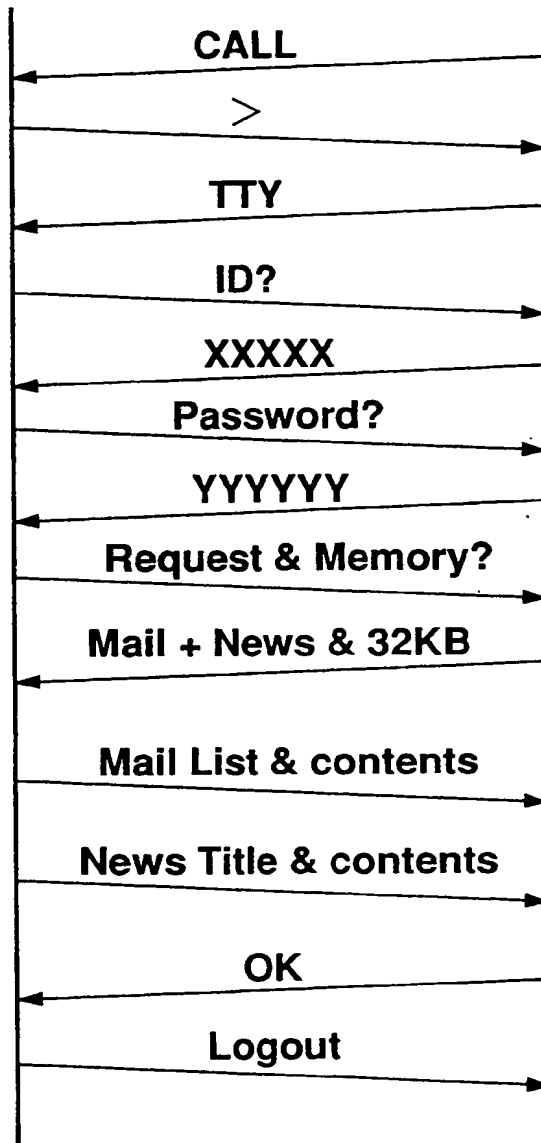 CALL
>
TTY
ID?
XXXXX
Password?
YYYYYY
Request & Memory?
Mail + News & 32KB
Mail List & contents
News Title & contents
OK
Logout